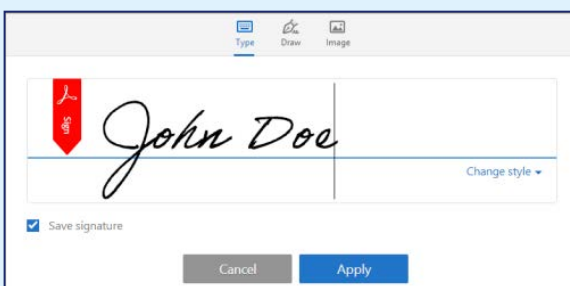 Type Draw Image
Sign
John Doe
Change style
Save signature
Cancel Apply